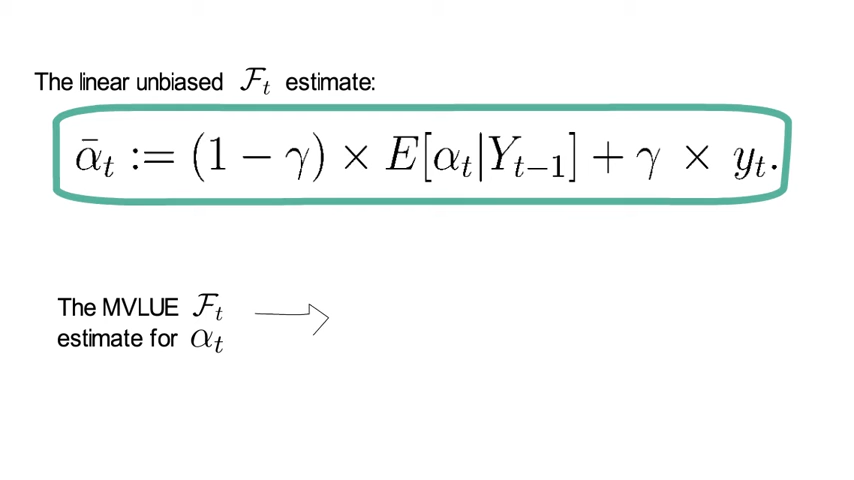 The linear unbiased $\mathcal{F}_t$ estimate:
$\bar{\alpha}_t := (1 - \gamma) \times E[\alpha_t | Y_{t-1}] + \gamma \times y_t.$
The MVLUE $\mathcal{F}_t$
estimate for $\alpha_t$